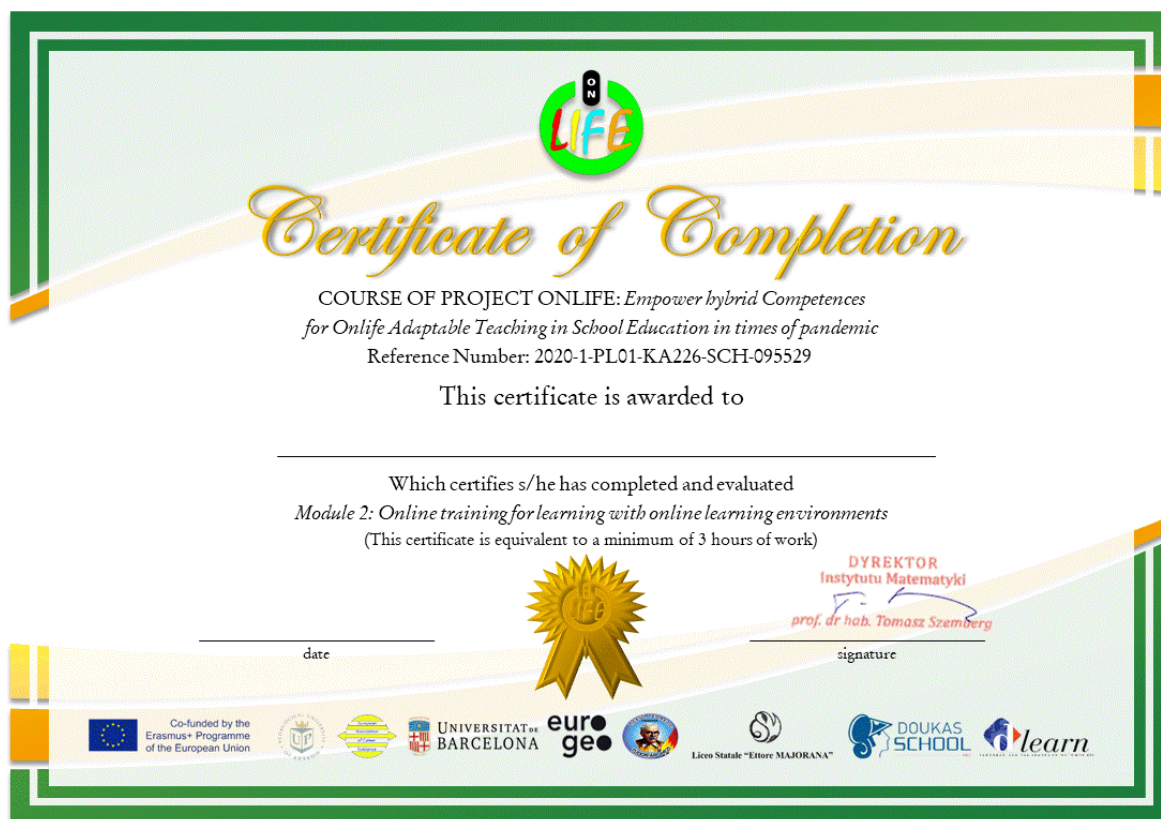 ON
LIFE
Certificate of Completion
COURSE OF PROJECT ONLIFE: Empower hybrid Competences
for Onlife Adaptable Teaching in School Education in times of pandemic
Reference Number: 2020-1-PL01-KA226-SCH-095529
This certificate is awarded to
Which certifies s/he has completed and evaluated
Module 2: Online training for learning with online learning environments
(This certificate is equivalent to a minimum of 3 hours of work)
DYREKTOR
Instytutu Matematyki
prof. dr hab. Tomasz Szemberg
LIFE
date
signature
Co-funded by the
Erasmus+ Programme
of the European Union
UP
UNIVERSITAT DE
BARCELONA
euro
geo
Liceo Statale "Ettore MAJORANA"
DOUKAS
SCHOOL
d'learn